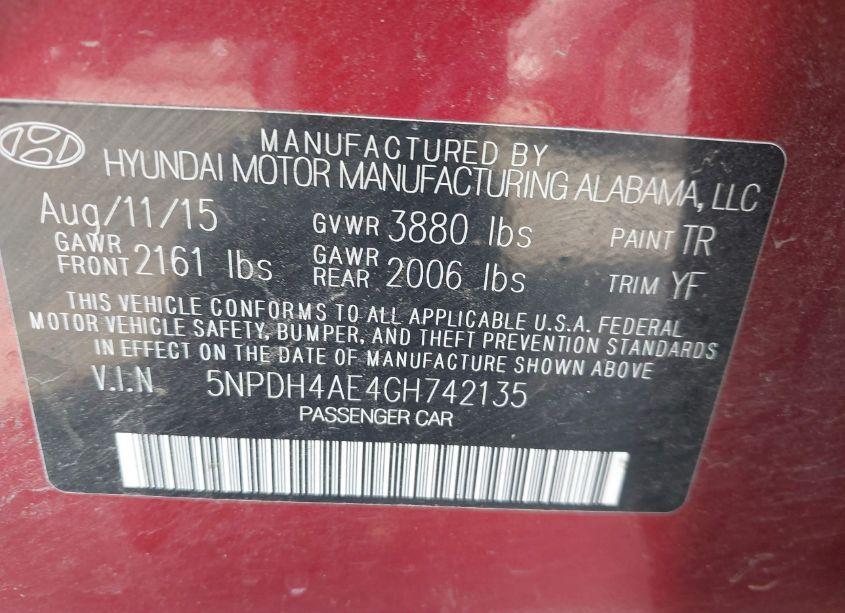 MANUFACTURED BY
HYUNDAI MOTOR MANUFACTURING ALABAMA, LLC
Aug/11/15 GVWR 3880 lbs PAINT TR
GAWR FRONT 2161 lbs GAWR REAR 2006 lbs TRIM YF
THIS VEHICLE CONFORMS TO ALL APPLICABLE U.S.A. FEDERAL
MOTOR VEHICLE SAFETY, BUMPER, AND THEFT PREVENTION STANDARDS
IN EFFECT ON THE DATE OF MANUFACTURE SHOWN ABOVE
V.I.N. 5NPDH4AE4GH742135
PASSENGER CAR